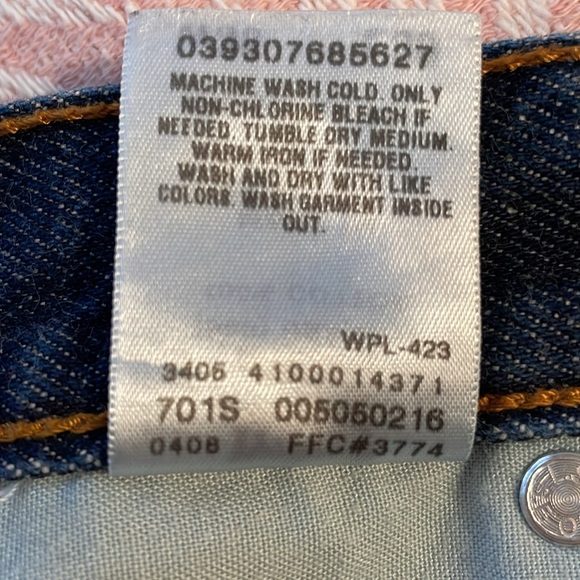 039307685627
MACHINE WASH COLD. ONLY
NON-CHLORINE BLEACH IF
NEEDED. TUMBLE DRY MEDIUM.
WARM IRON IF NEEDED.
WASH AND DRY WITH LIKE
COLORS. WASH GARMENT INSIDE
OUT.
WPL-423
3405 4100014371
701S 005050216
0408 FFC#3774